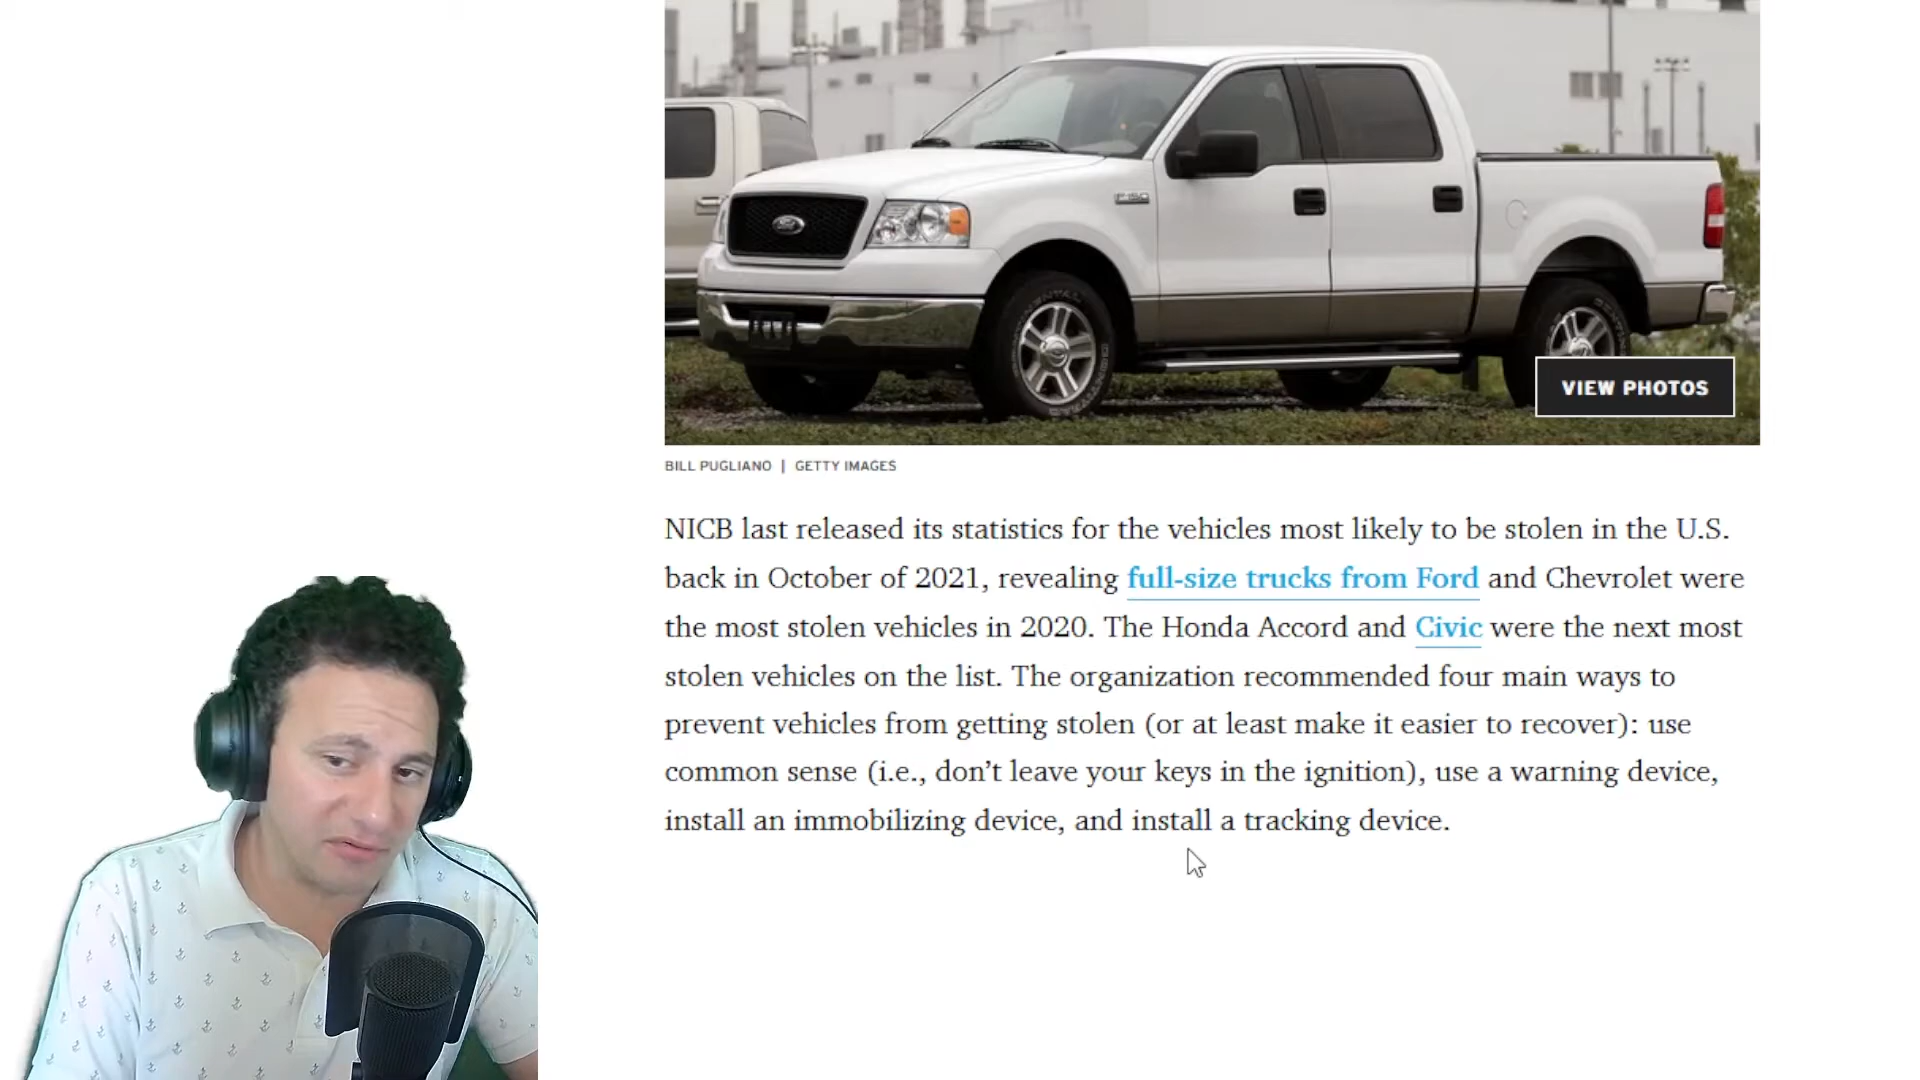 F-150
VIEW PHOTOS
BILL PUGLIANO | GETTY IMAGES
NICB last released its statistics for the vehicles most likely to be stolen in the U.S.
back in October of 2021, revealing full-size trucks from Ford and Chevrolet were
the most stolen vehicles in 2020. The Honda Accord and Civic were the next most
stolen vehicles on the list. The organization recommended four main ways to
prevent vehicles from getting stolen (or at least make it easier to recover): use
common sense (i.e., don’t leave your keys in the ignition), use a warning device,
install an immobilizing device, and install a tracking device.